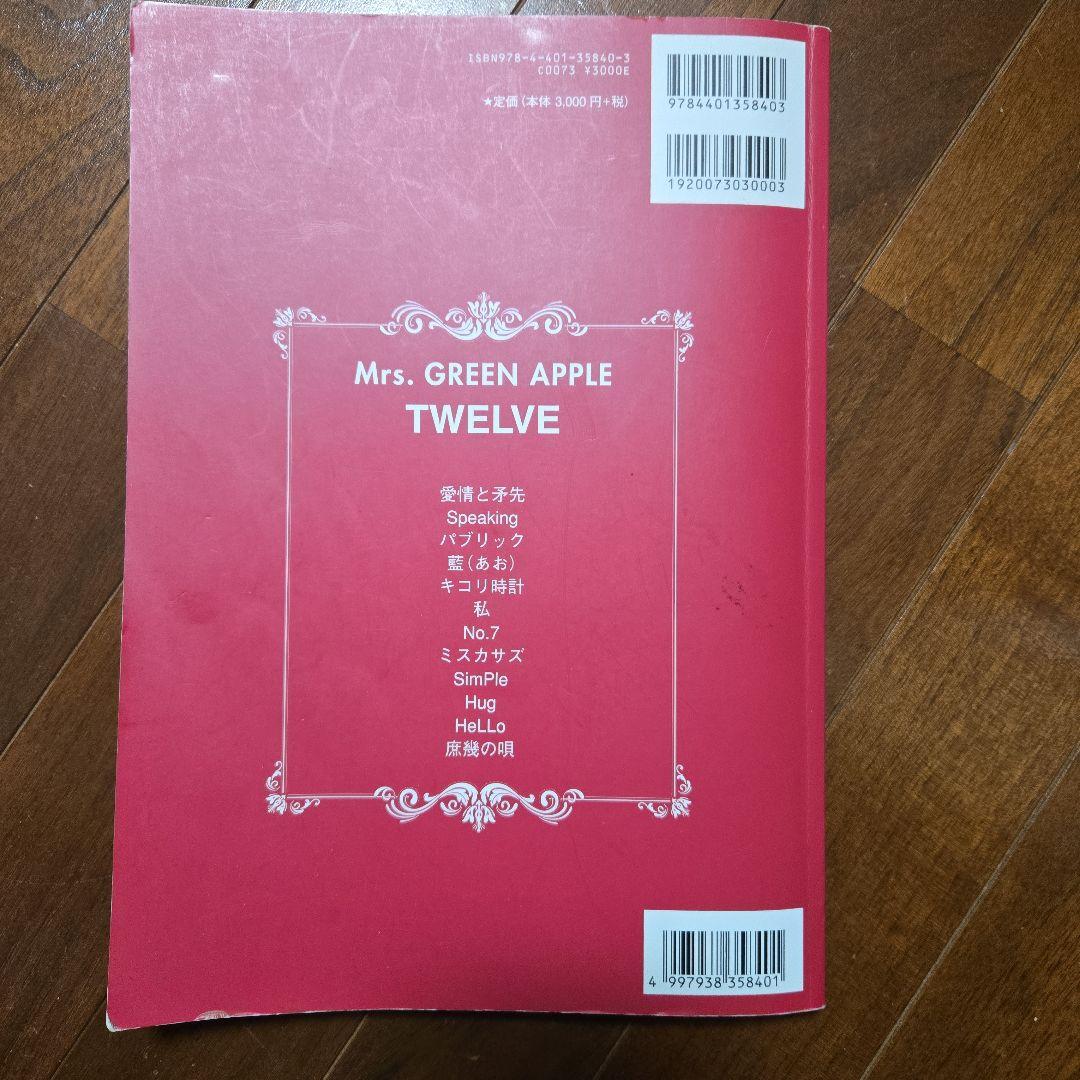 ISBN978-4-401-35840-3
C0073 ¥3000E
★定価(本体 3,000円+税)
9784401358403
1920073030003
Mrs. GREEN APPLE
TWELVE
愛情と矛先
Speaking
パブリック
藍(あお)
キコリ時計
私
No.7
ミスカサズ
SimPle
Hug
HeLLo
庶幾の唄
4 997938 358401